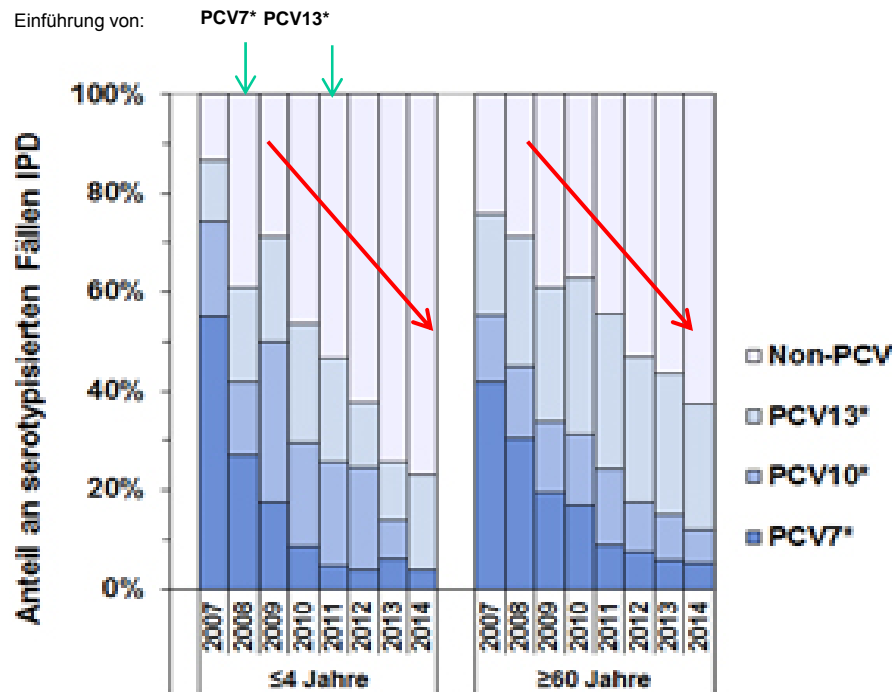 Einführung von: PCV7* PCV13*
Anteil an serotypisierten Fällen IPD
100%
80%
60%
40%
20%
0%
2007 2008 2009 2010 2011 2012 2013 2014
≤4 Jahre
2007 2008 2009 2010 2011 2012 2013 2014
≥60 Jahre
Non-PCV
PCV13*
PCV10*
PCV7*